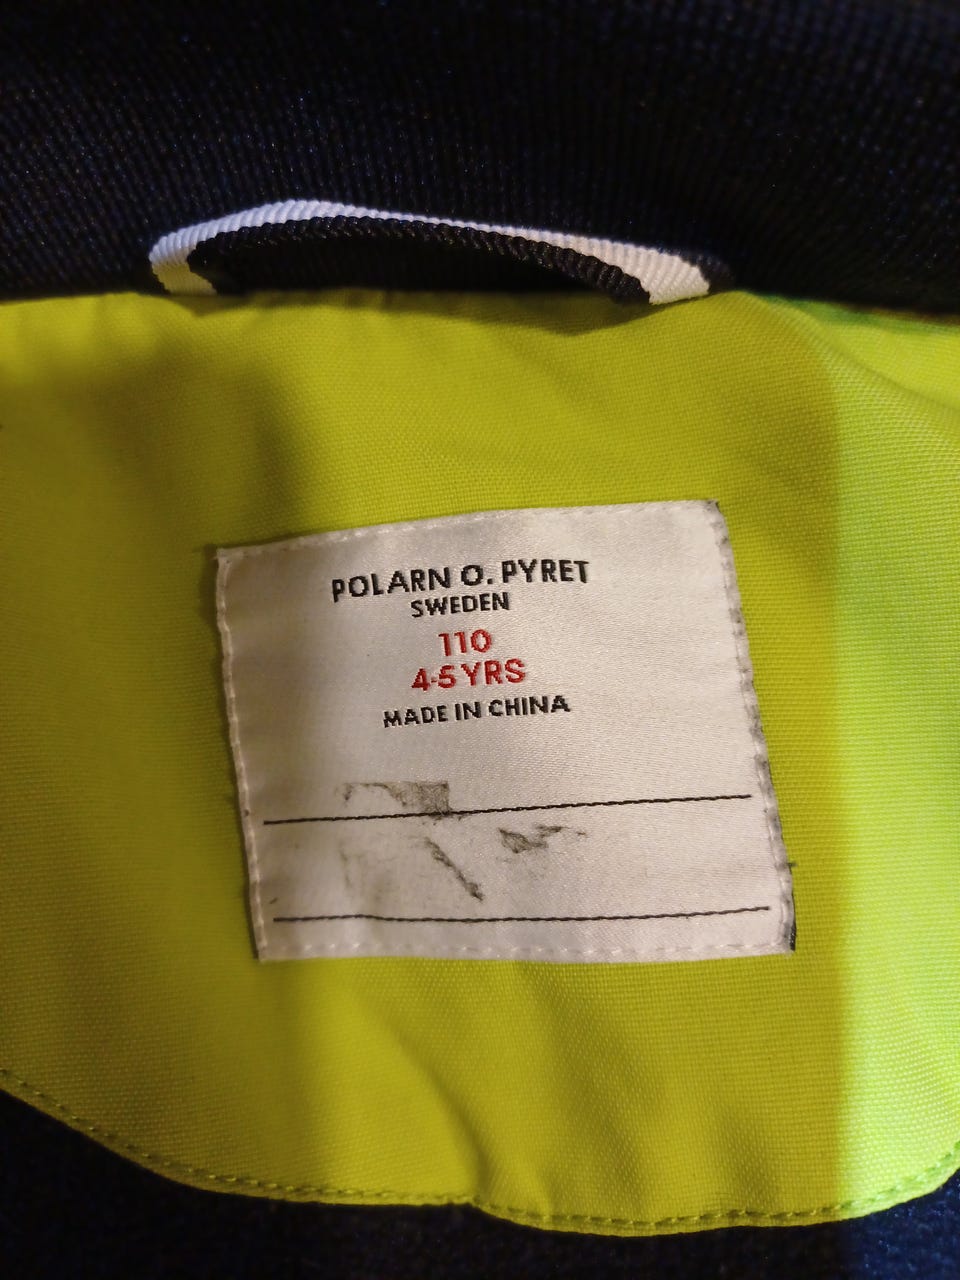 POLARN O. PYRET
SWEDEN
110
4-5 YRS
MADE IN CHINA